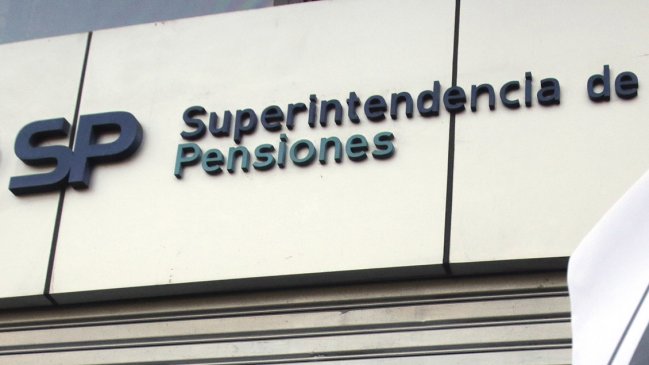 SP Superintendencia de
Pensiones